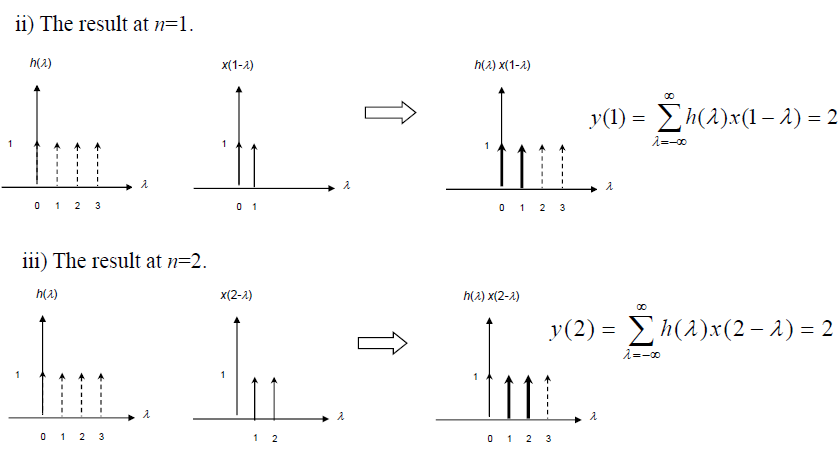 ii) The result at n=1.
h(λ) x(1-λ) h(λ) x(1-λ)
y(1) = ∑_{λ=-∞}^{∞} h(λ)x(1 − λ) = 2
1 1 1
λ λ λ
0 1 2 3 0 1 0 1 2 3
iii) The result at n=2.
h(λ) x(2-λ) h(λ) x(2-λ)
y(2) = ∑_{λ=-∞}^{∞} h(λ)x(2 − λ) = 2
1 1 1
λ λ λ
0 1 2 3 1 2 0 1 2 3